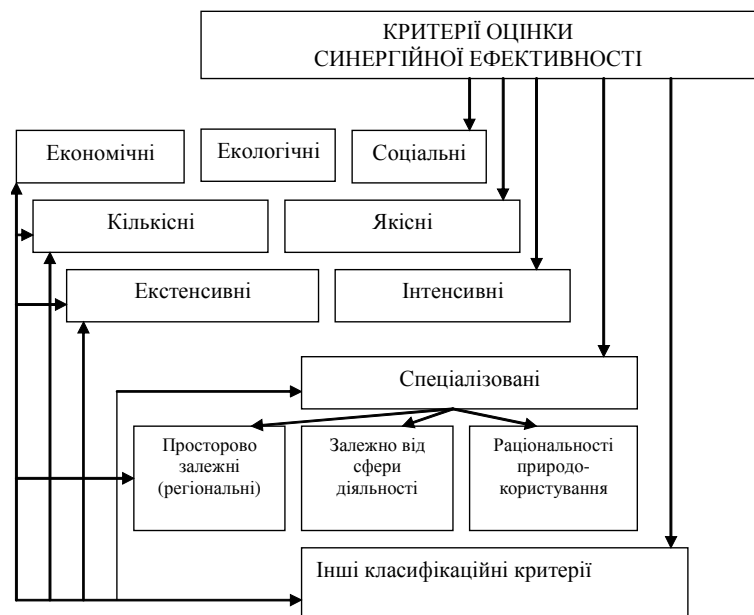 КРИТЕРІЇ ОЦІНКИ
СИНЕРГІЙНОЇ ЕФЕКТИВНОСТІ
Економічні
Екологічні
Соціальні
Кількісні
Якісні
Екстенсивні
Інтенсивні
Спеціалізовані
Просторово
залежні
(регіональні)
Залежно від
сфери
діяльності
Раціональності
природо-
користування
Інші класифікаційні критерії